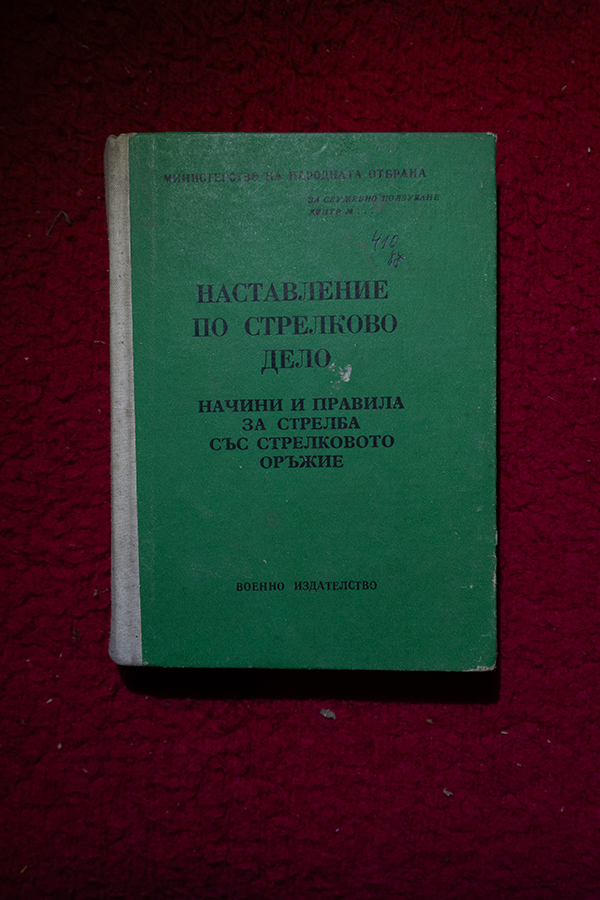 МИНИСТЕРСТВО НА НАРОДНАТА ОТБРАНА
ЗА СЛУЖЕБНО ПОЛЗУВАНЕ
410
НАСТАВЛЕНИЕ
ПО СТРЕЛКОВО
ДЕЛО
НАЧИНИ И ПРАВИЛА
ЗА СТРЕЛБА
СЪС СТРЕЛКОВОТО
ОРЪЖИЕ
ВОЕННО ИЗДАТЕЛСТВО